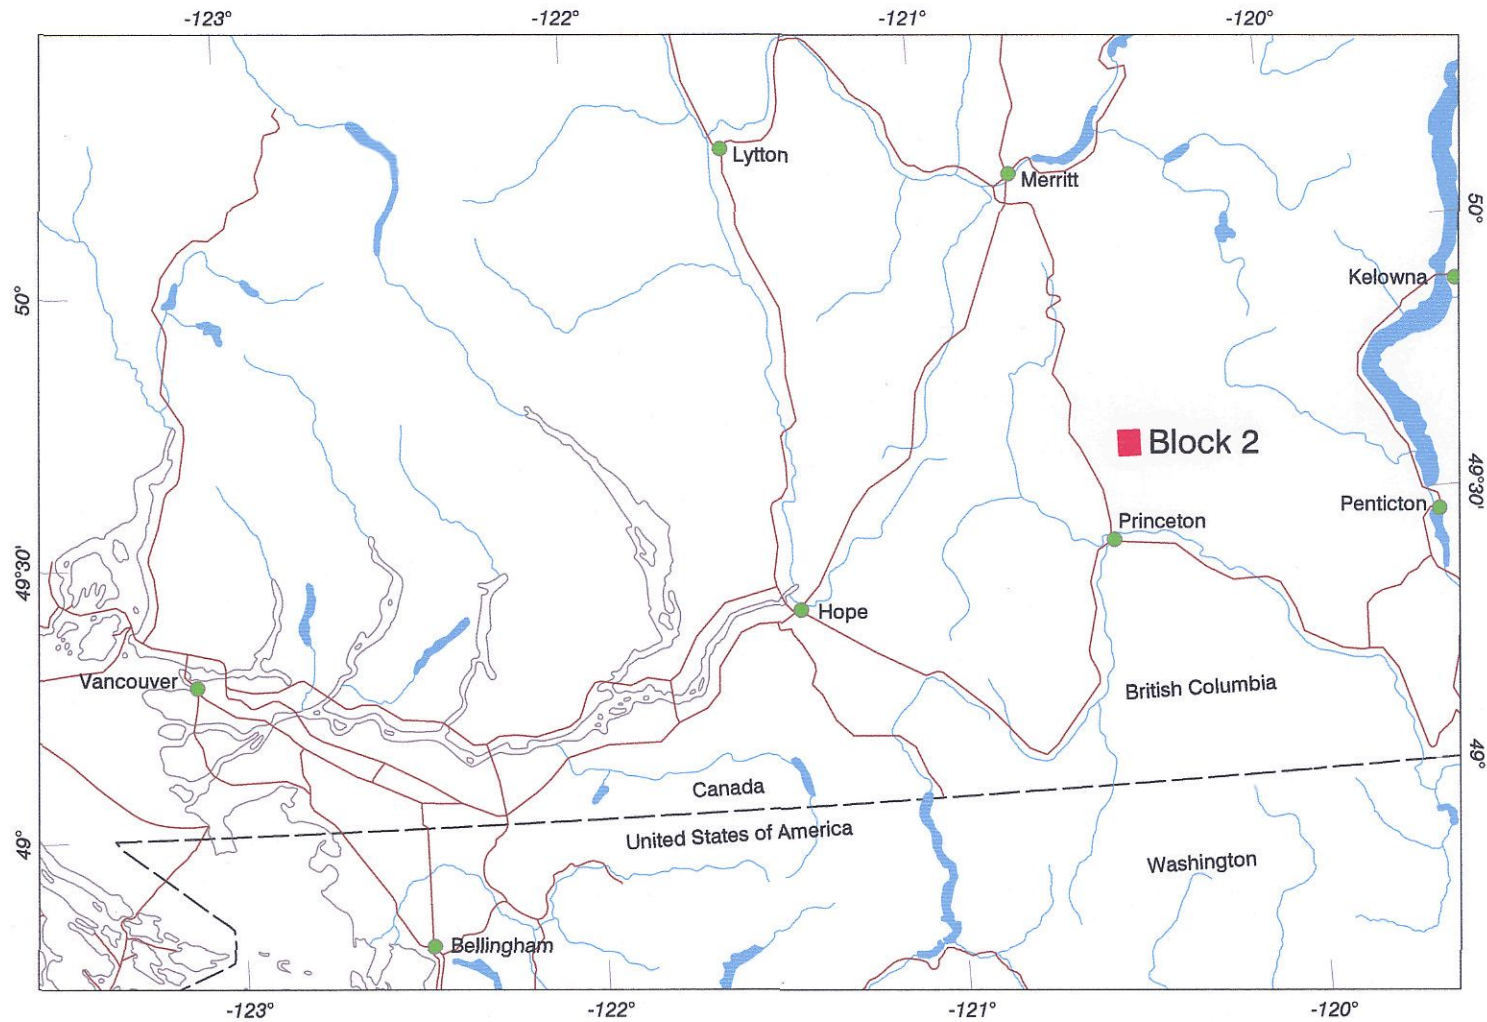 -123°
-122°
-121°
-120°
Lytton
Merritt
50°
Kelowna
50°
Block 2
49°30'
Penticton
Princeton
49°30'
Hope
Vancouver
British Columbia
49°
Canada
United States of America
49°
Washington
Bellingham
-123°
-122°
-121°
-120°